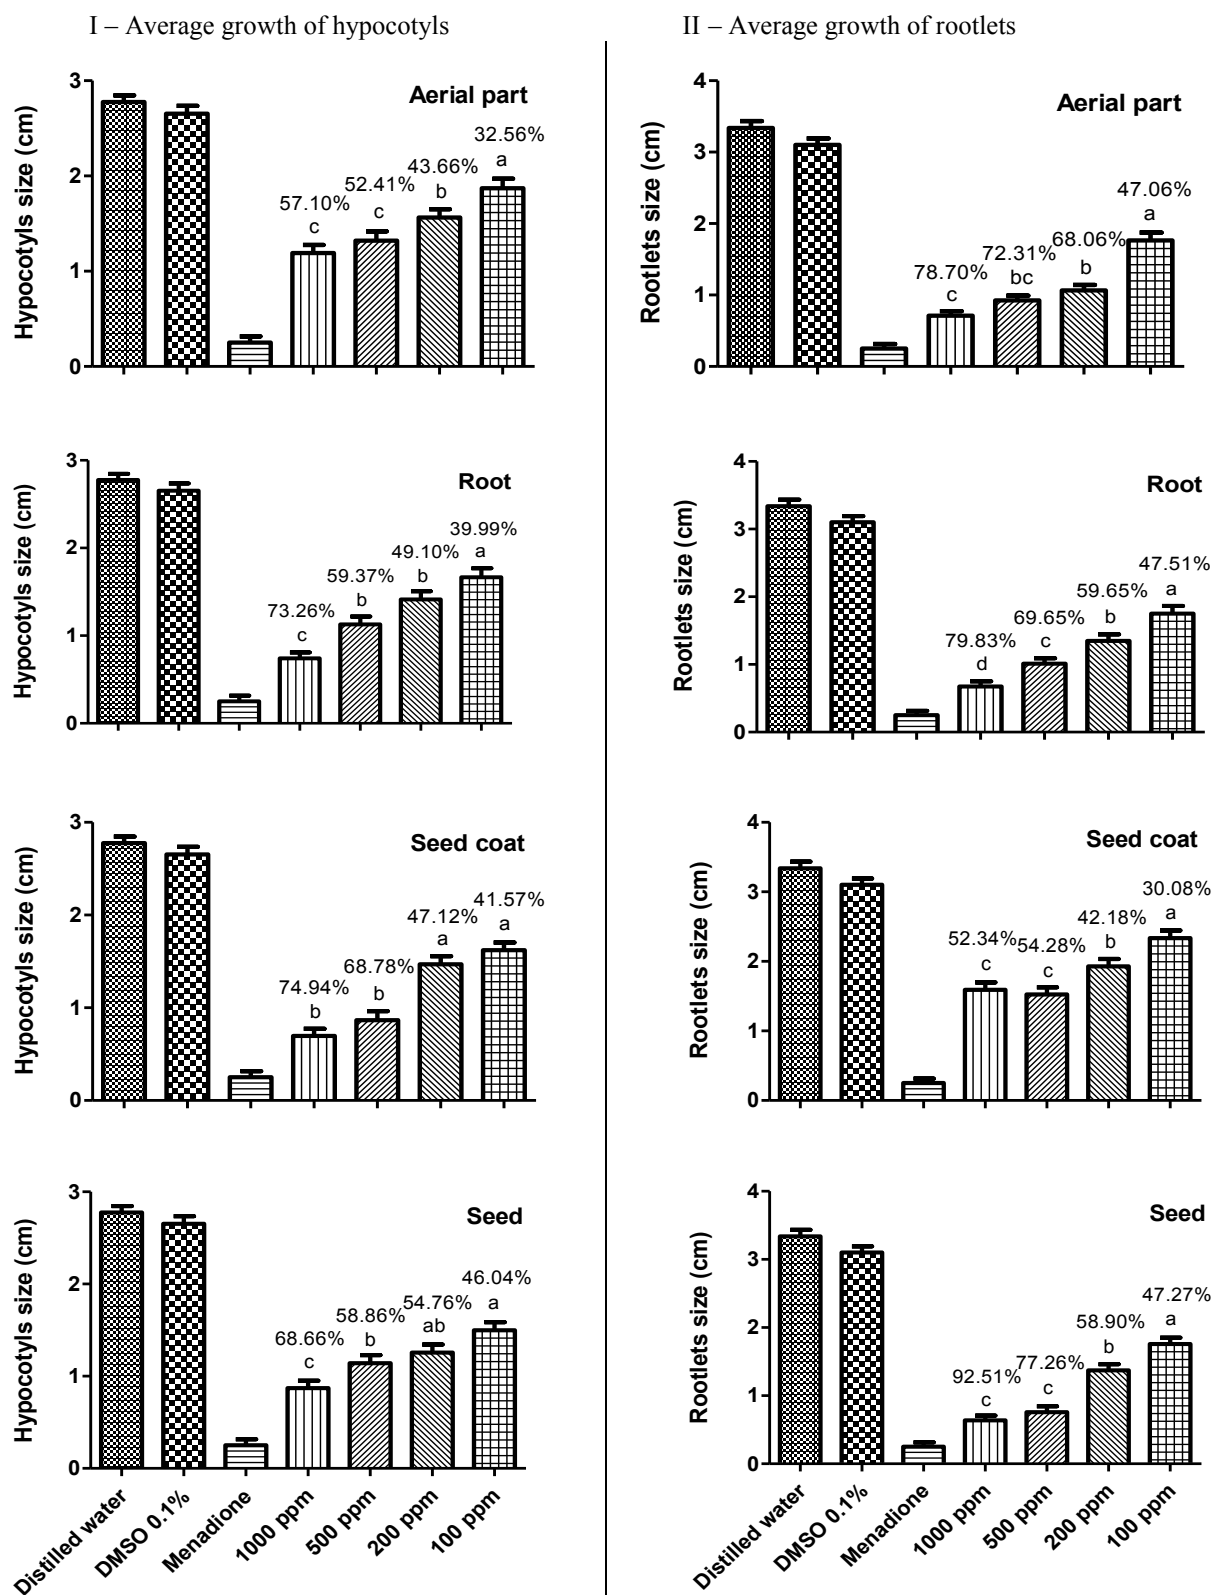 I – Average growth of hypocotyls
II – Average growth of rootlets
Hypocotyls size (cm)
3
2
1
0
Aerial part
57.10%
c
52.41%
c
43.66%
b
32.56%
a
Rootlets size (cm)
4
3
2
1
0
Aerial part
78.70%
c
72.31%
bc
68.06%
b
47.06%
a
Hypocotyls size (cm)
3
2
1
0
Root
73.26%
c
59.37%
b
49.10%
b
39.99%
a
Rootlets size (cm)
4
3
2
1
0
Root
79.83%
d
69.65%
c
59.65%
b
47.51%
a
Hypocotyls size (cm)
3
2
1
0
Seed coat
74.94%
b
68.78%
b
47.12%
a
41.57%
a
Rootlets size (cm)
4
3
2
1
0
Seed coat
52.34%
c
54.28%
c
42.18%
b
30.08%
a
Hypocotyls size (cm)
3
2
1
0
Seed
68.66%
c
58.86%
b
54.76%
ab
46.04%
a
Distilled water
DMSO 0.1%
Menadione
1000 ppm
500 ppm
200 ppm
100 ppm
Rootlets size (cm)
4
3
2
1
0
Seed
92.51%
c
77.26%
c
58.90%
b
47.27%
a
Distilled water
DMSO 0.1%
Menadione
1000 ppm
500 ppm
200 ppm
100 ppm